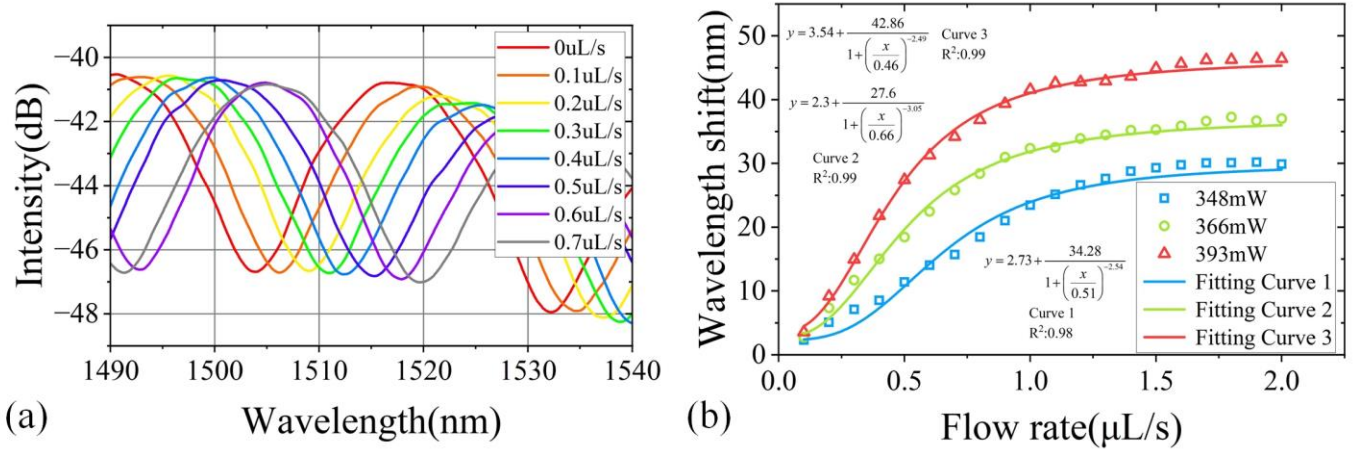 Intensity(dB)
−40
−42
−44
−46
−48
1490
1500
1510
1520
1530
1540
Wavelength(nm)
0uL/s
0.1uL/s
0.2uL/s
0.3uL/s
0.4uL/s
0.5uL/s
0.6uL/s
0.7uL/s
(a)
Wavelength shift(nm)
50
40
30
20
10
0
0.0
0.5
1.0
1.5
2.0
Flow rate(μL/s)
y = 3.54 + 42.86 / (1 + (x / 0.46)^−2.49)
Curve 3
R²:0.99
y = 2.3 + 27.6 / (1 + (x / 0.66)^−3.05)
Curve 2
R²:0.99
y = 2.73 + 34.28 / (1 + (x / 0.51)^−2.54)
Curve 1
R²:0.98
348mW
366mW
393mW
Fitting Curve 1
Fitting Curve 2
Fitting Curve 3
(b)